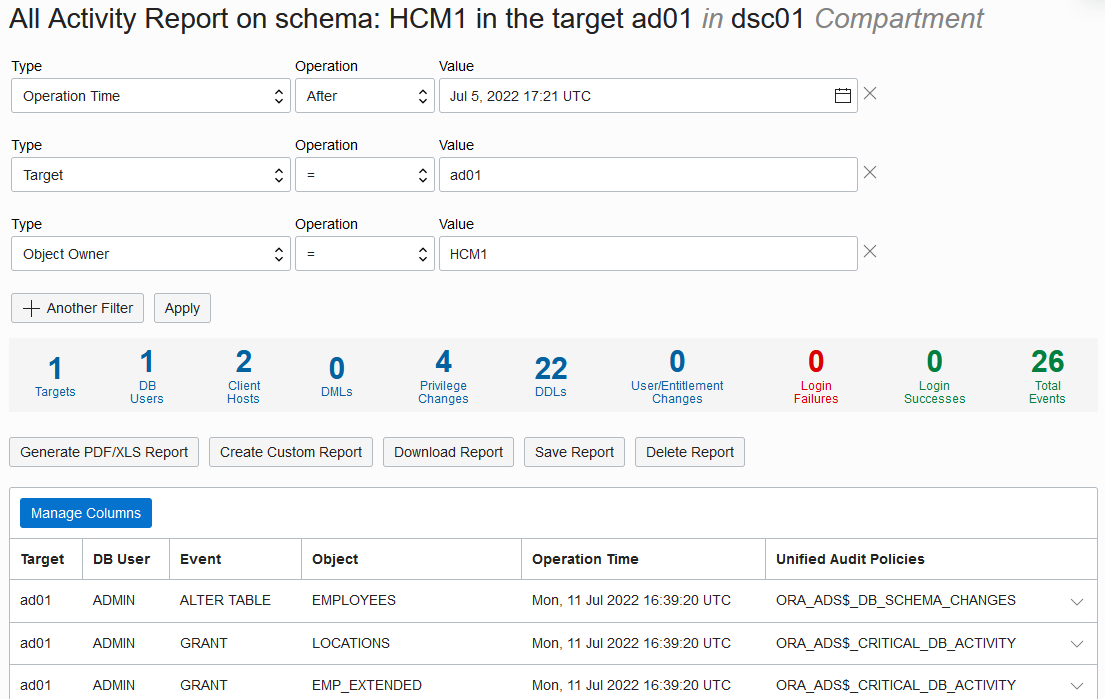 All Activity Report on schema: HCM1 in the target ad01 in dsc01 Compartment
Type Operation Value
Operation Time After Jul 5, 2022 17:21 UTC
Type Operation Value
Target = ad01
Type Operation Value
Object Owner = HCM1
Another Filter Apply
1 1 2 0 4 22 0 0 0 26
Targets DB Users Client Hosts DMLs Privilege Changes DDLs User/Entitlement Changes Login Failures Login Successes Total Events
Generate PDF/XLS Report Create Custom Report Download Report Save Report Delete Report
Manage Columns
Target DB User Event Object Operation Time Unified Audit Policies
ad01 ADMIN ALTER TABLE EMPLOYEES Mon, 11 Jul 2022 16:39:20 UTC ORA_ADS$_DB_SCHEMA_CHANGES
ad01 ADMIN GRANT LOCATIONS Mon, 11 Jul 2022 16:39:20 UTC ORA_ADS$_CRITICAL_DB_ACTIVITY
ad01 ADMIN GRANT EMP_EXTENDED Mon, 11 Jul 2022 16:39:20 UTC ORA_ADS$_CRITICAL_DB_ACTIVITY